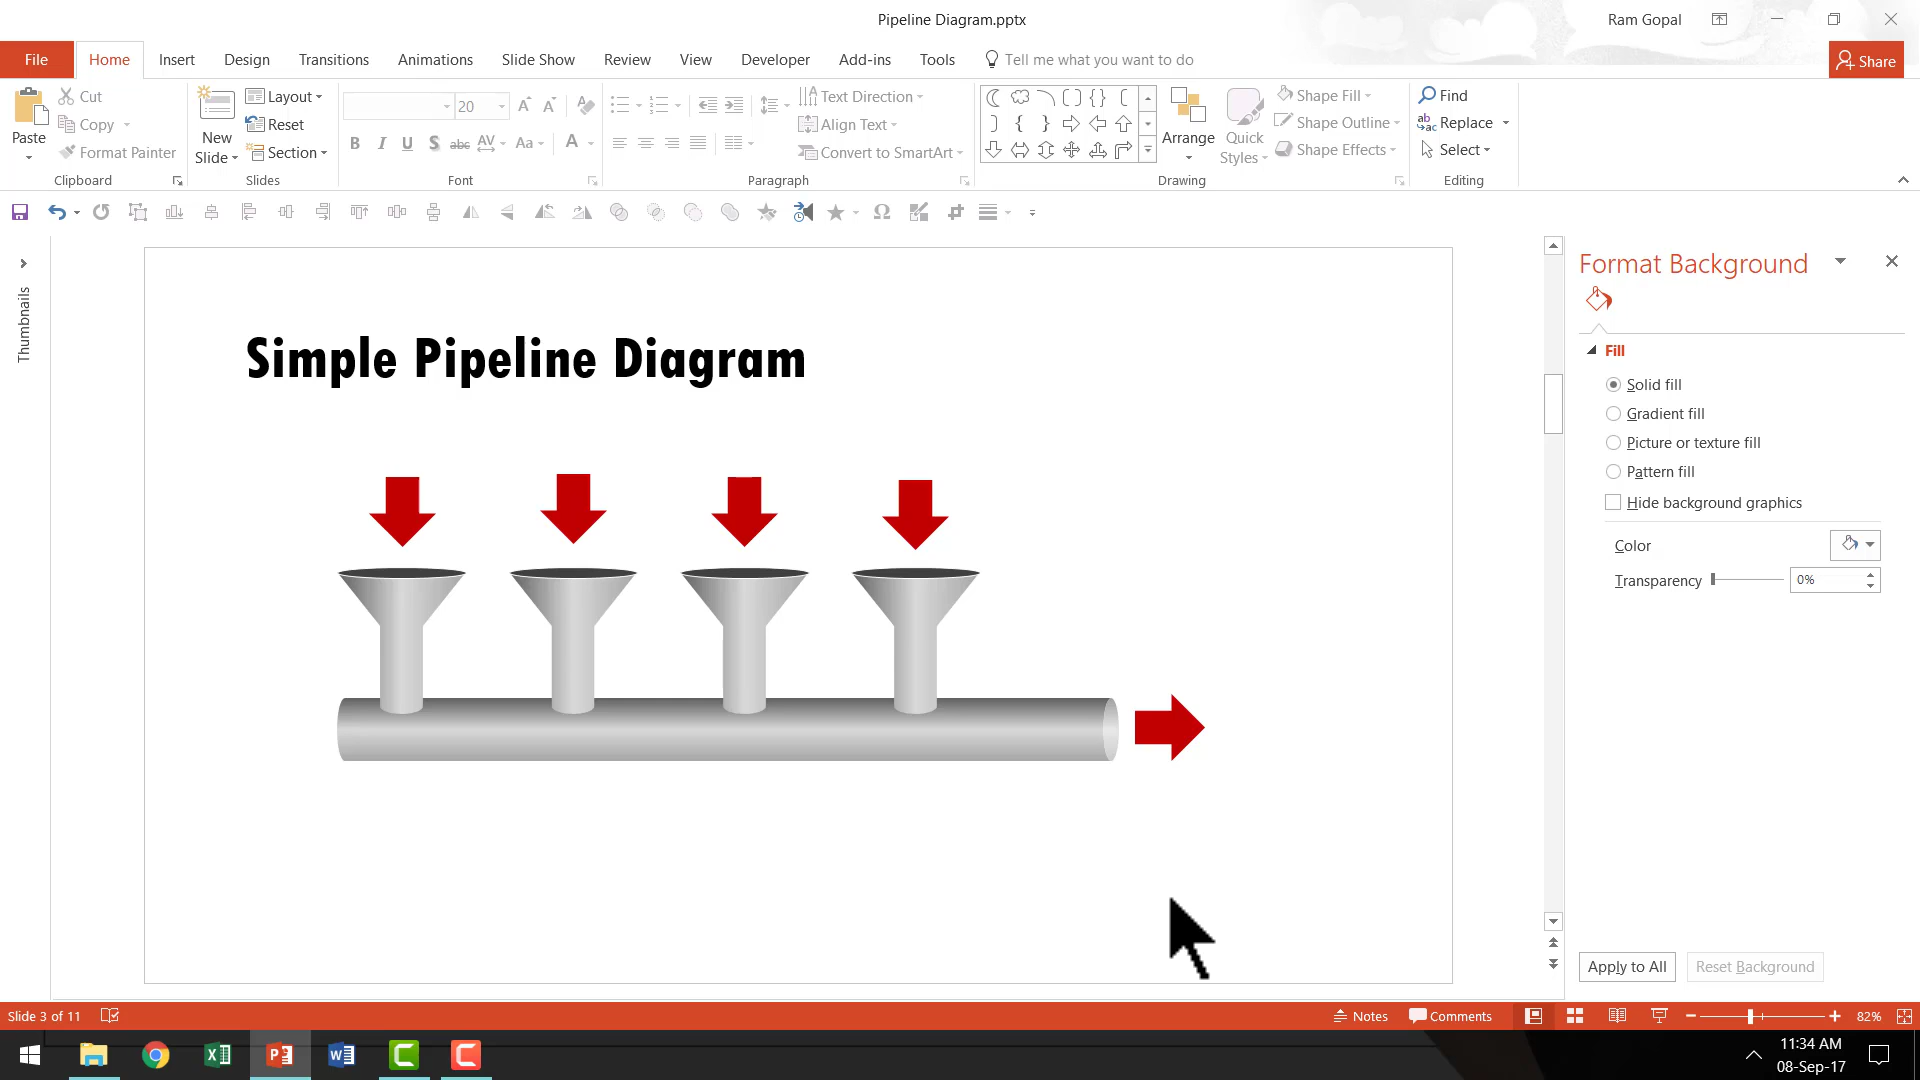 Pipeline Diagram.pptx
Ram Gopal
File Home Insert Design Transitions Animations Slide Show Review View Developer Add-ins Tools Tell me what you want to do Share
Cut
Copy
Format Painter
Paste
Clipboard
New
Slide
Layout
Reset
Section
Slides
20
B I U S abc AV Aa A
Font
Text Direction
Align Text
Convert to SmartArt
Paragraph
Arrange
Quick
Styles
Shape Fill
Shape Outline
Shape Effects
Drawing
Find
Replace
Select
Editing
Thumbnails
Simple Pipeline Diagram
Format Background
Fill
Solid fill
Gradient fill
Picture or texture fill
Pattern fill
Hide background graphics
Color
Transparency 0%
Apply to All Reset Background
Slide 3 of 11
Notes Comments 82%
11:34 AM
08-Sep-17